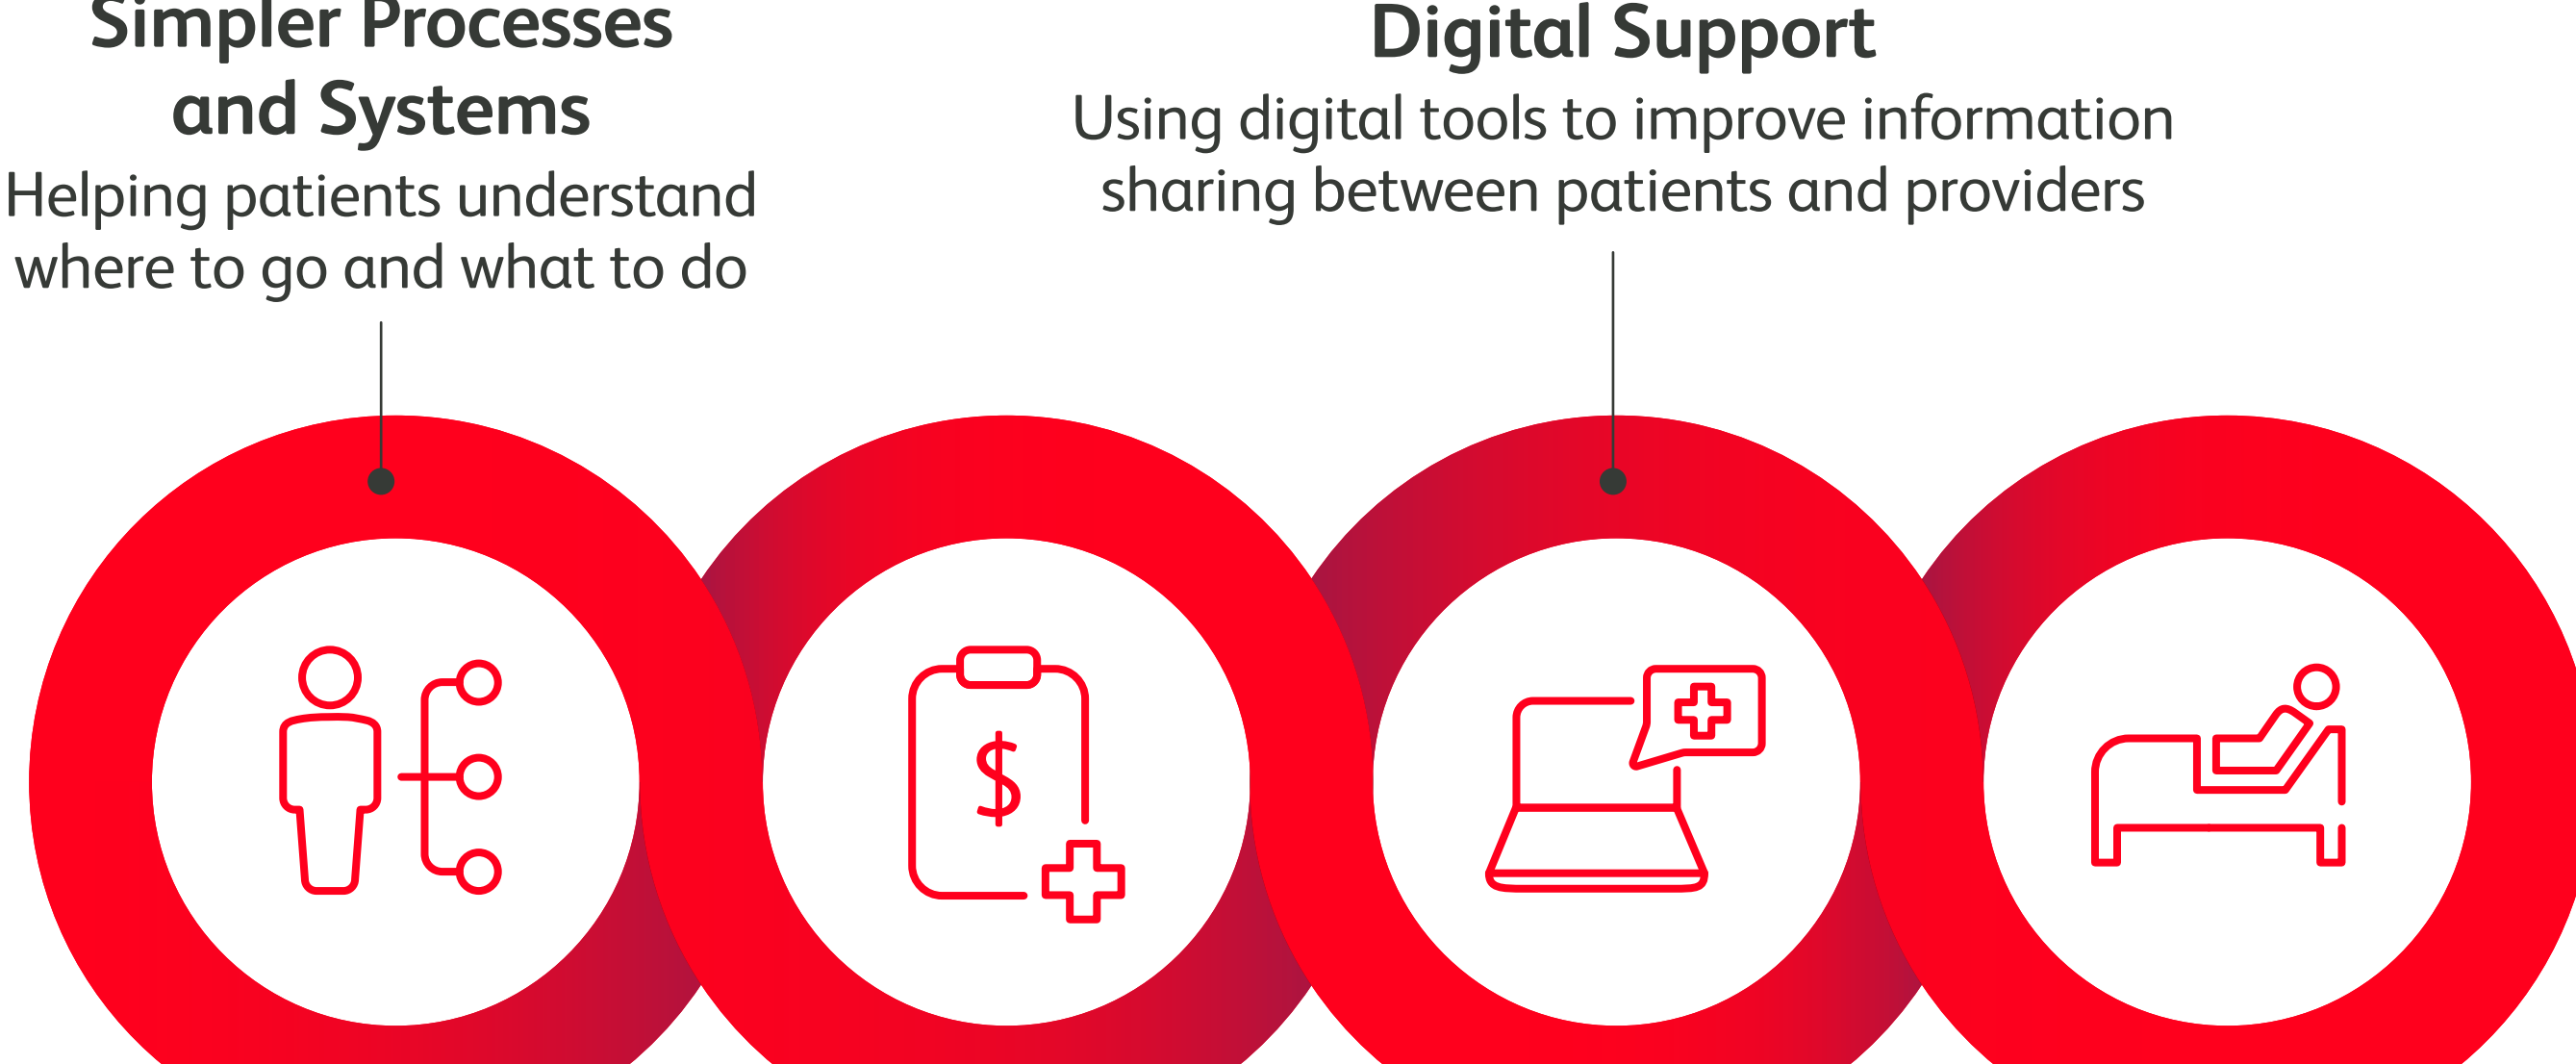 Simpler Processes
and Systems
Helping patients understand
where to go and what to do
Digital Support
Using digital tools to improve information
sharing between patients and providers
$